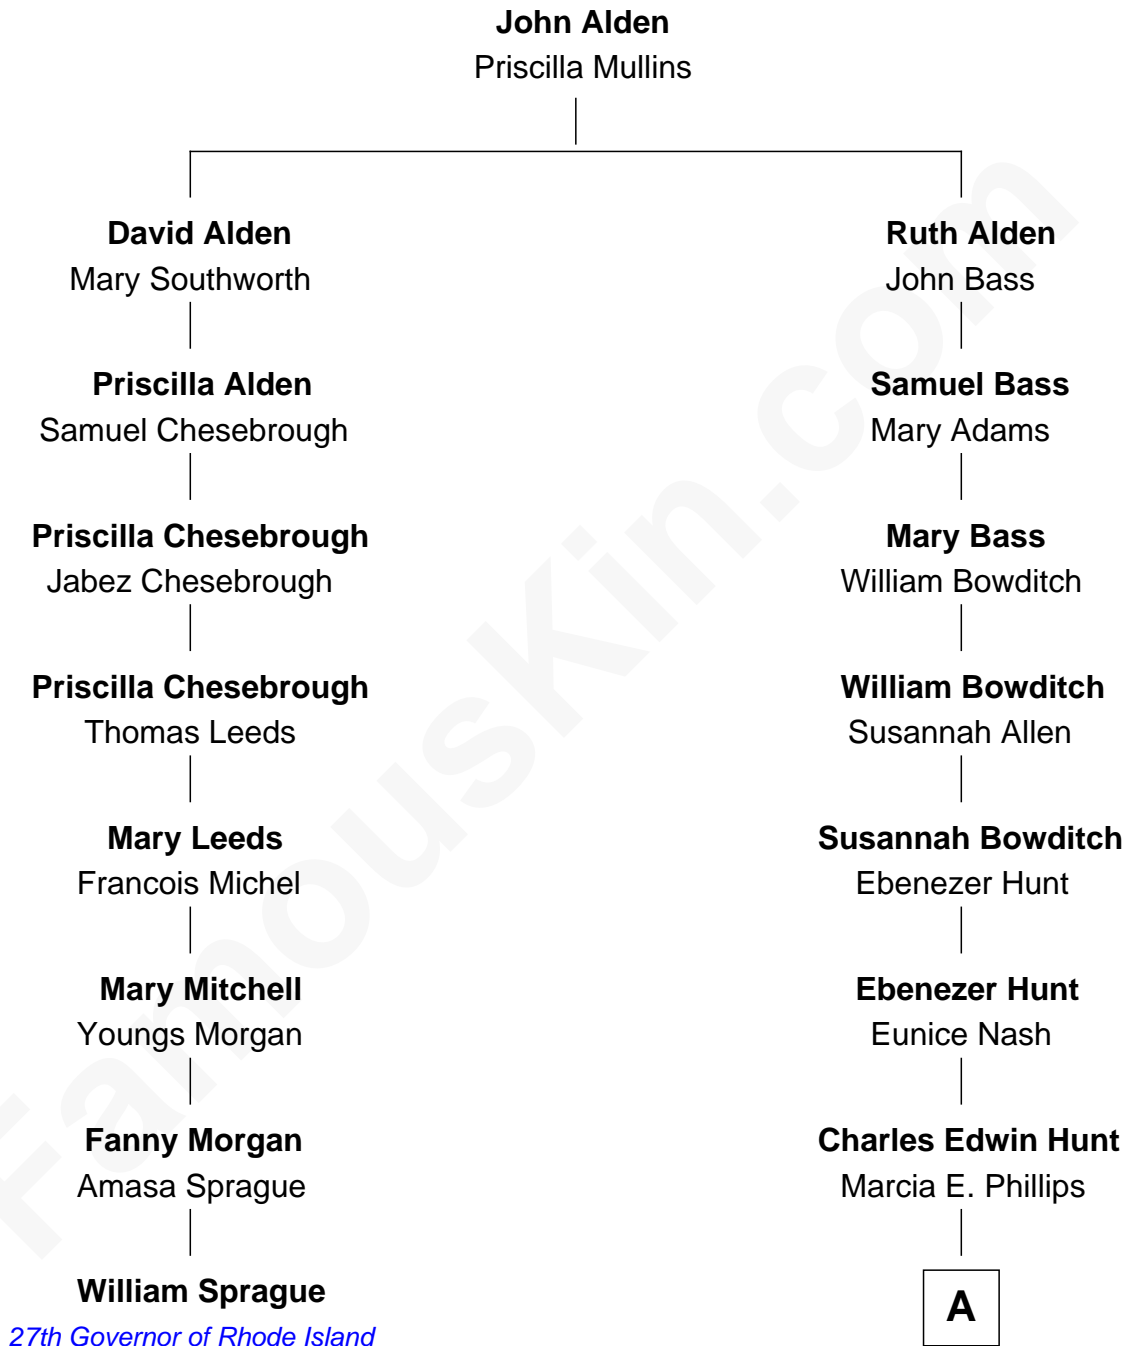 John Alden
Priscilla Mullins
David Alden
Mary Southworth
Ruth Alden
John Bass
Priscilla Alden
Samuel Chesebrough
Samuel Bass
Mary Adams
Priscilla Chesebrough
Jabez Chesebrough
Mary Bass
William Bowditch
Priscilla Chesebrough
Thomas Leeds
William Bowditch
Susannah Allen
Mary Leeds
Francois Michel
Susannah Bowditch
Ebenezer Hunt
Mary Mitchell
Youngs Morgan
Ebenezer Hunt
Eunice Nash
Fanny Morgan
Amasa Sprague
Charles Edwin Hunt
Marcia E. Phillips
William Sprague
27th Governor of Rhode Island
A
FamousKin.com